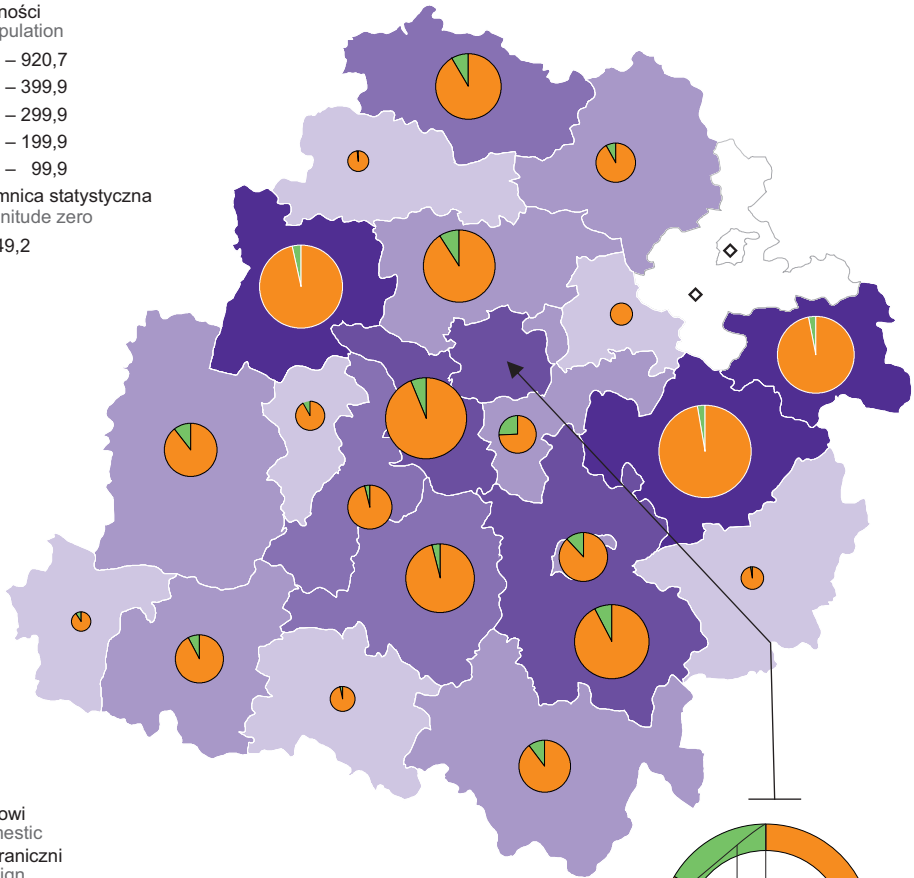 ności
pulation
– 920,7
– 399,9
– 299,9
– 199,9
– 99,9
mnica statystyczna
nitude zero
49,2
owi
nestic
raniczni